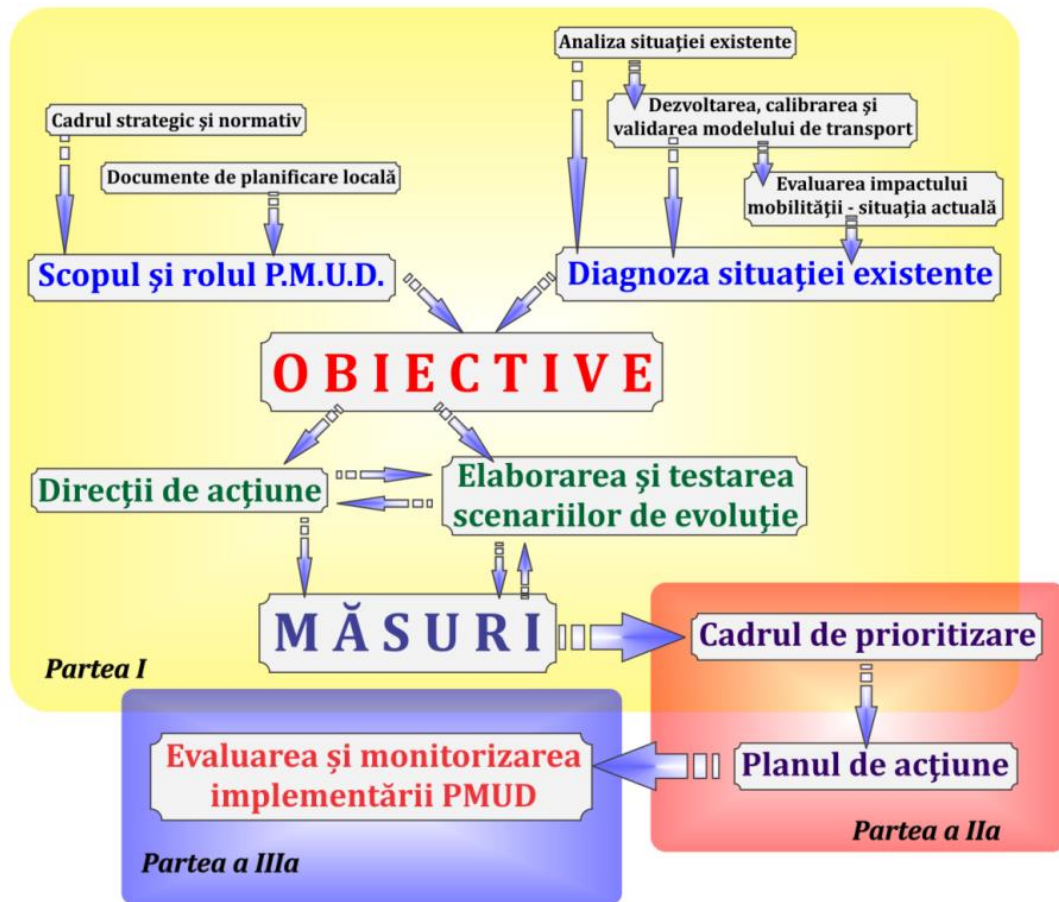 Analiza situației existente
Dezvoltarea, calibrarea și
validarea modelului de transport
Cadrul strategic și normativ
Documente de planificare locală
Evaluarea impactului
mobilității - situația actuală
Scopul și rolul P.M.U.D.
Diagnoza situației existente
O B I E C T I V E
Direcții de acțiune
Elaborarea și testarea
scenariilor de evoluție
M Ă S U R I
Cadrul de prioritizare
Partea I
Evaluarea și monitorizarea
implementării PMUD
Planul de acțiune
Partea a IIa
Partea a IIIa